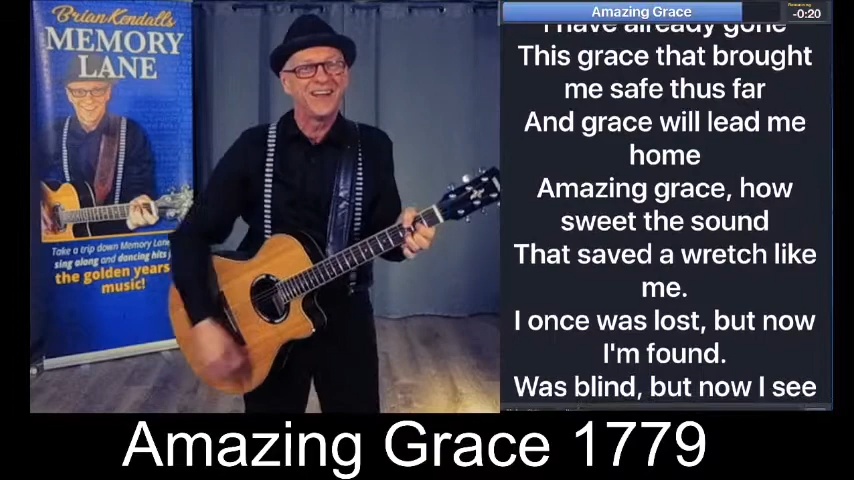 Brian Kendall's
MEMORY
LANE
Take a trip down Memory Lane
sing along and dancing hits
the golden years
music!
Amazing Grace
-0:20
I have already gone
This grace that brought
me safe thus far
And grace will lead me
home
Amazing grace, how
sweet the sound
That saved a wretch like
me.
I once was lost, but now
I'm found.
Was blind, but now I see
Amazing Grace 1779